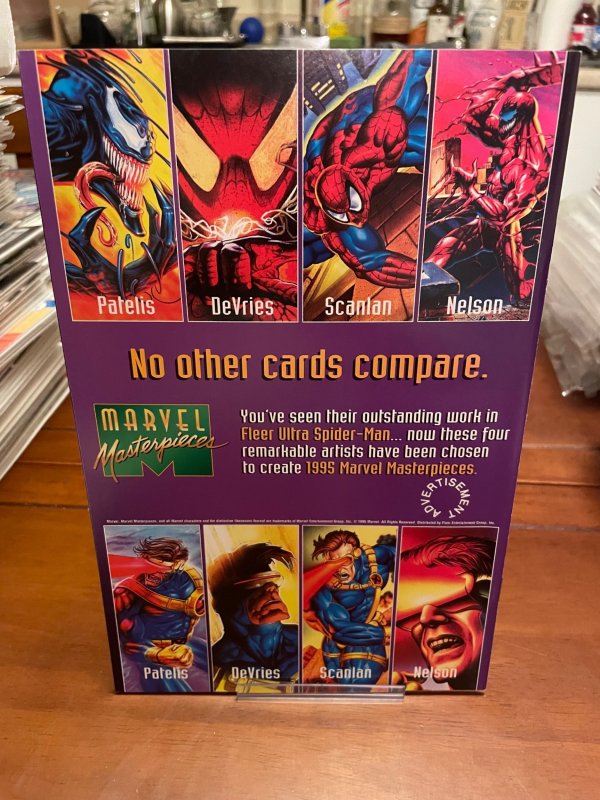 Patelis DeVries Scanlan Nelson
No other cards compare.
MARVEL
Masterpieces
You've seen their outstanding work in
Fleer Ultra Spider-Man... now these four
remarkable artists have been chosen
to create 1995 Marvel Masterpieces.
ADVERTISEMENT
Patelis DeVries Scanlan Nelson